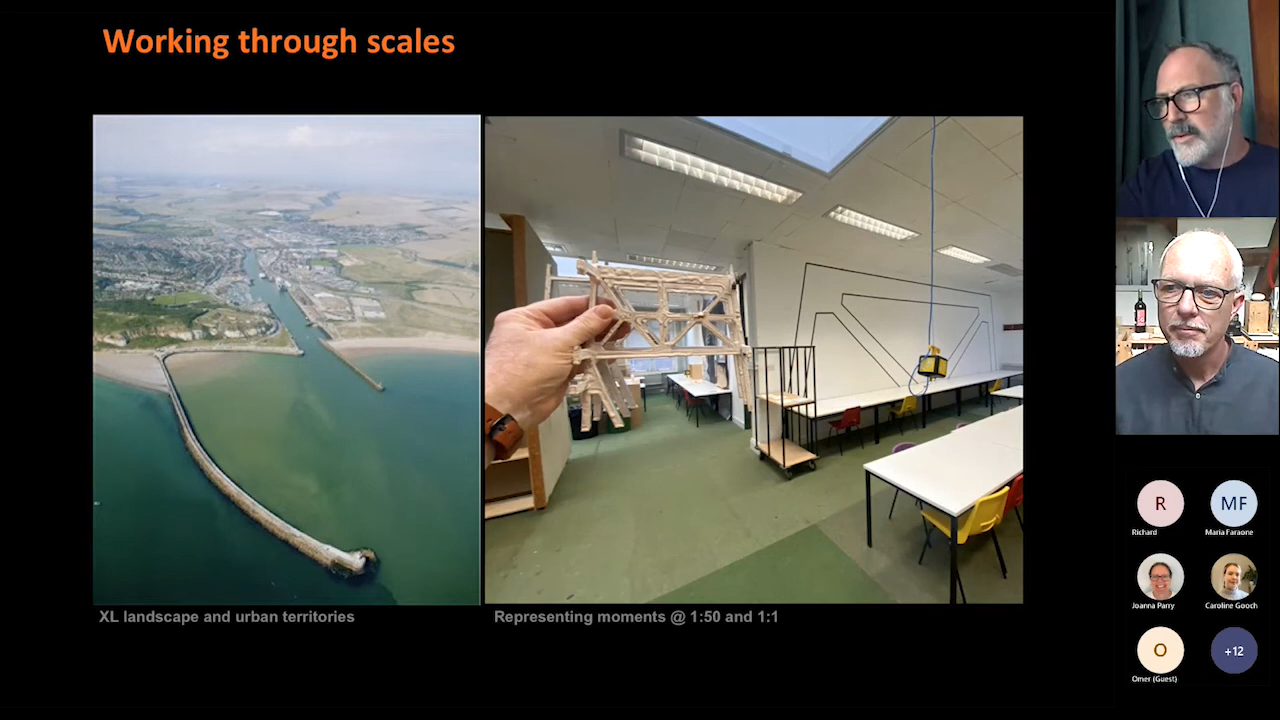 Working through scales
XL landscape and urban territories
Representing moments @ 1:50 and 1:1
R
MF
Richard
Maria Faraone
Joanna Parry
Caroline Gooch
O
+12
Omer (Guest)